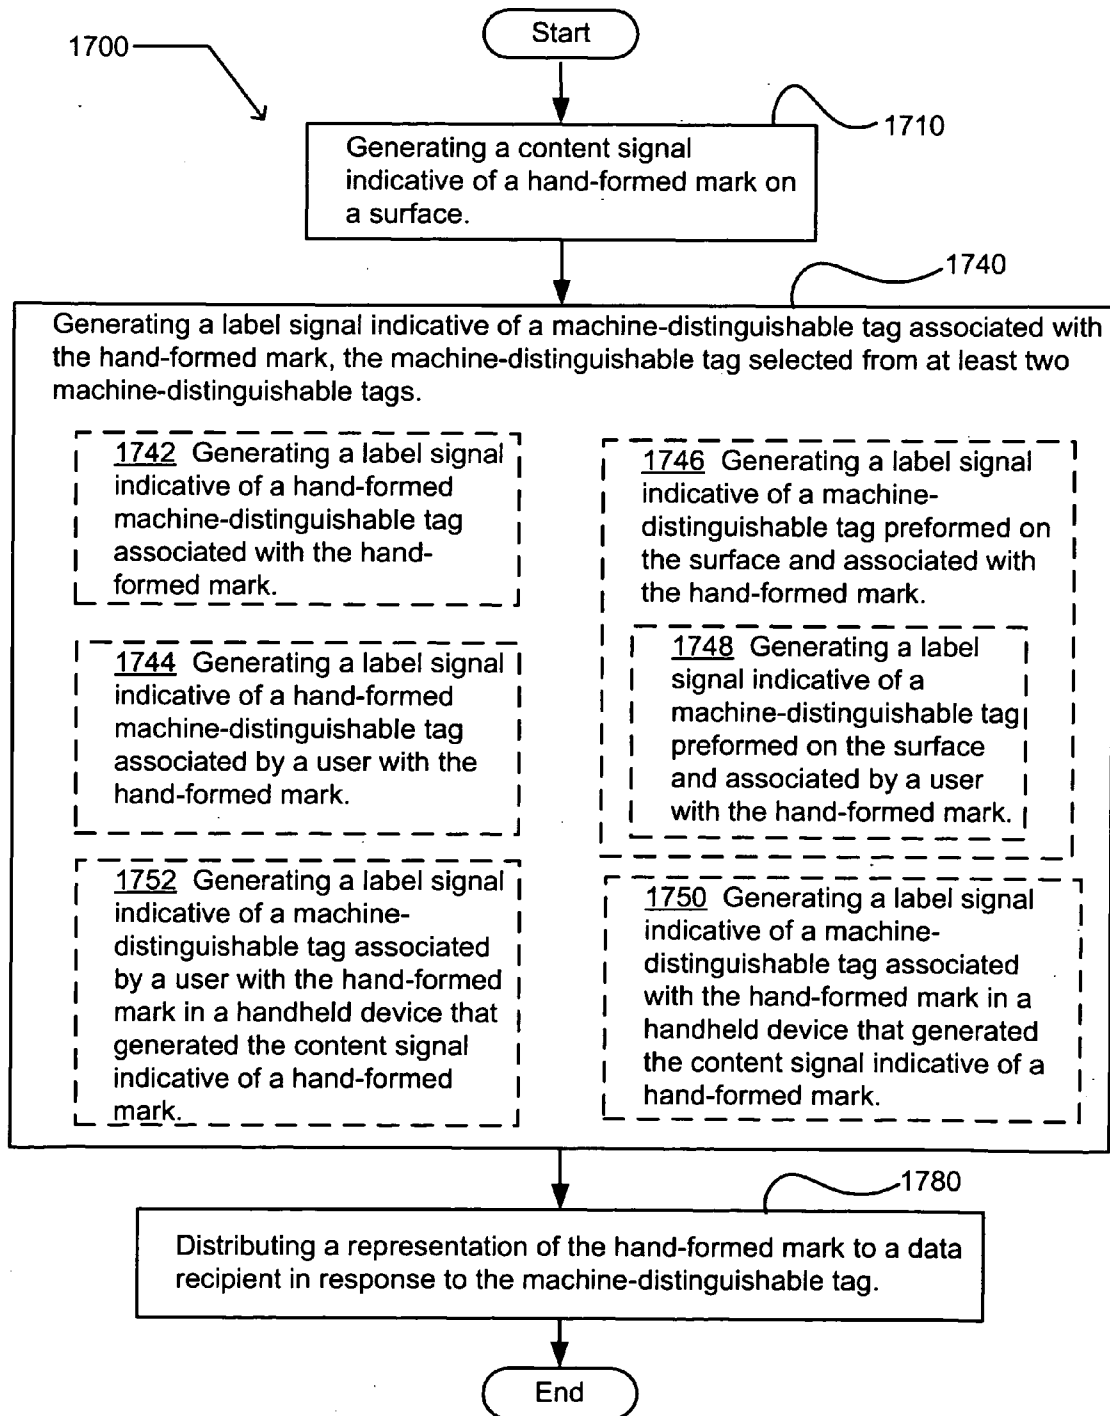 Start
1700
1710
Generating a content signal
indicative of a hand-formed mark on
a surface.
1740
Generating a label signal indicative of a machine-distinguishable tag associated with
the hand-formed mark, the machine-distinguishable tag selected from at least two
machine-distinguishable tags.
1742 Generating a label signal
indicative of a hand-formed
machine-distinguishable tag
associated with the hand-
formed mark.
1744 Generating a label signal
indicative of a hand-formed
machine-distinguishable tag
associated by a user with the
hand-formed mark.
1752 Generating a label signal
indicative of a machine-
distinguishable tag associated
by a user with the hand-formed
mark in a handheld device that
generated the content signal
indicative of a hand-formed
mark.
1746 Generating a label signal
indicative of a machine-
distinguishable tag preformed on
the surface and associated with
the hand-formed mark.
1748 Generating a label
signal indicative of a
machine-distinguishable tag
preformed on the surface
and associated by a user
with the hand-formed mark.
1750 Generating a label signal
indicative of a machine-
distinguishable tag associated
with the hand-formed mark in a
handheld device that generated
the content signal indicative of a
hand-formed mark.
1780
Distributing a representation of the hand-formed mark to a data
recipient in response to the machine-distinguishable tag.
End